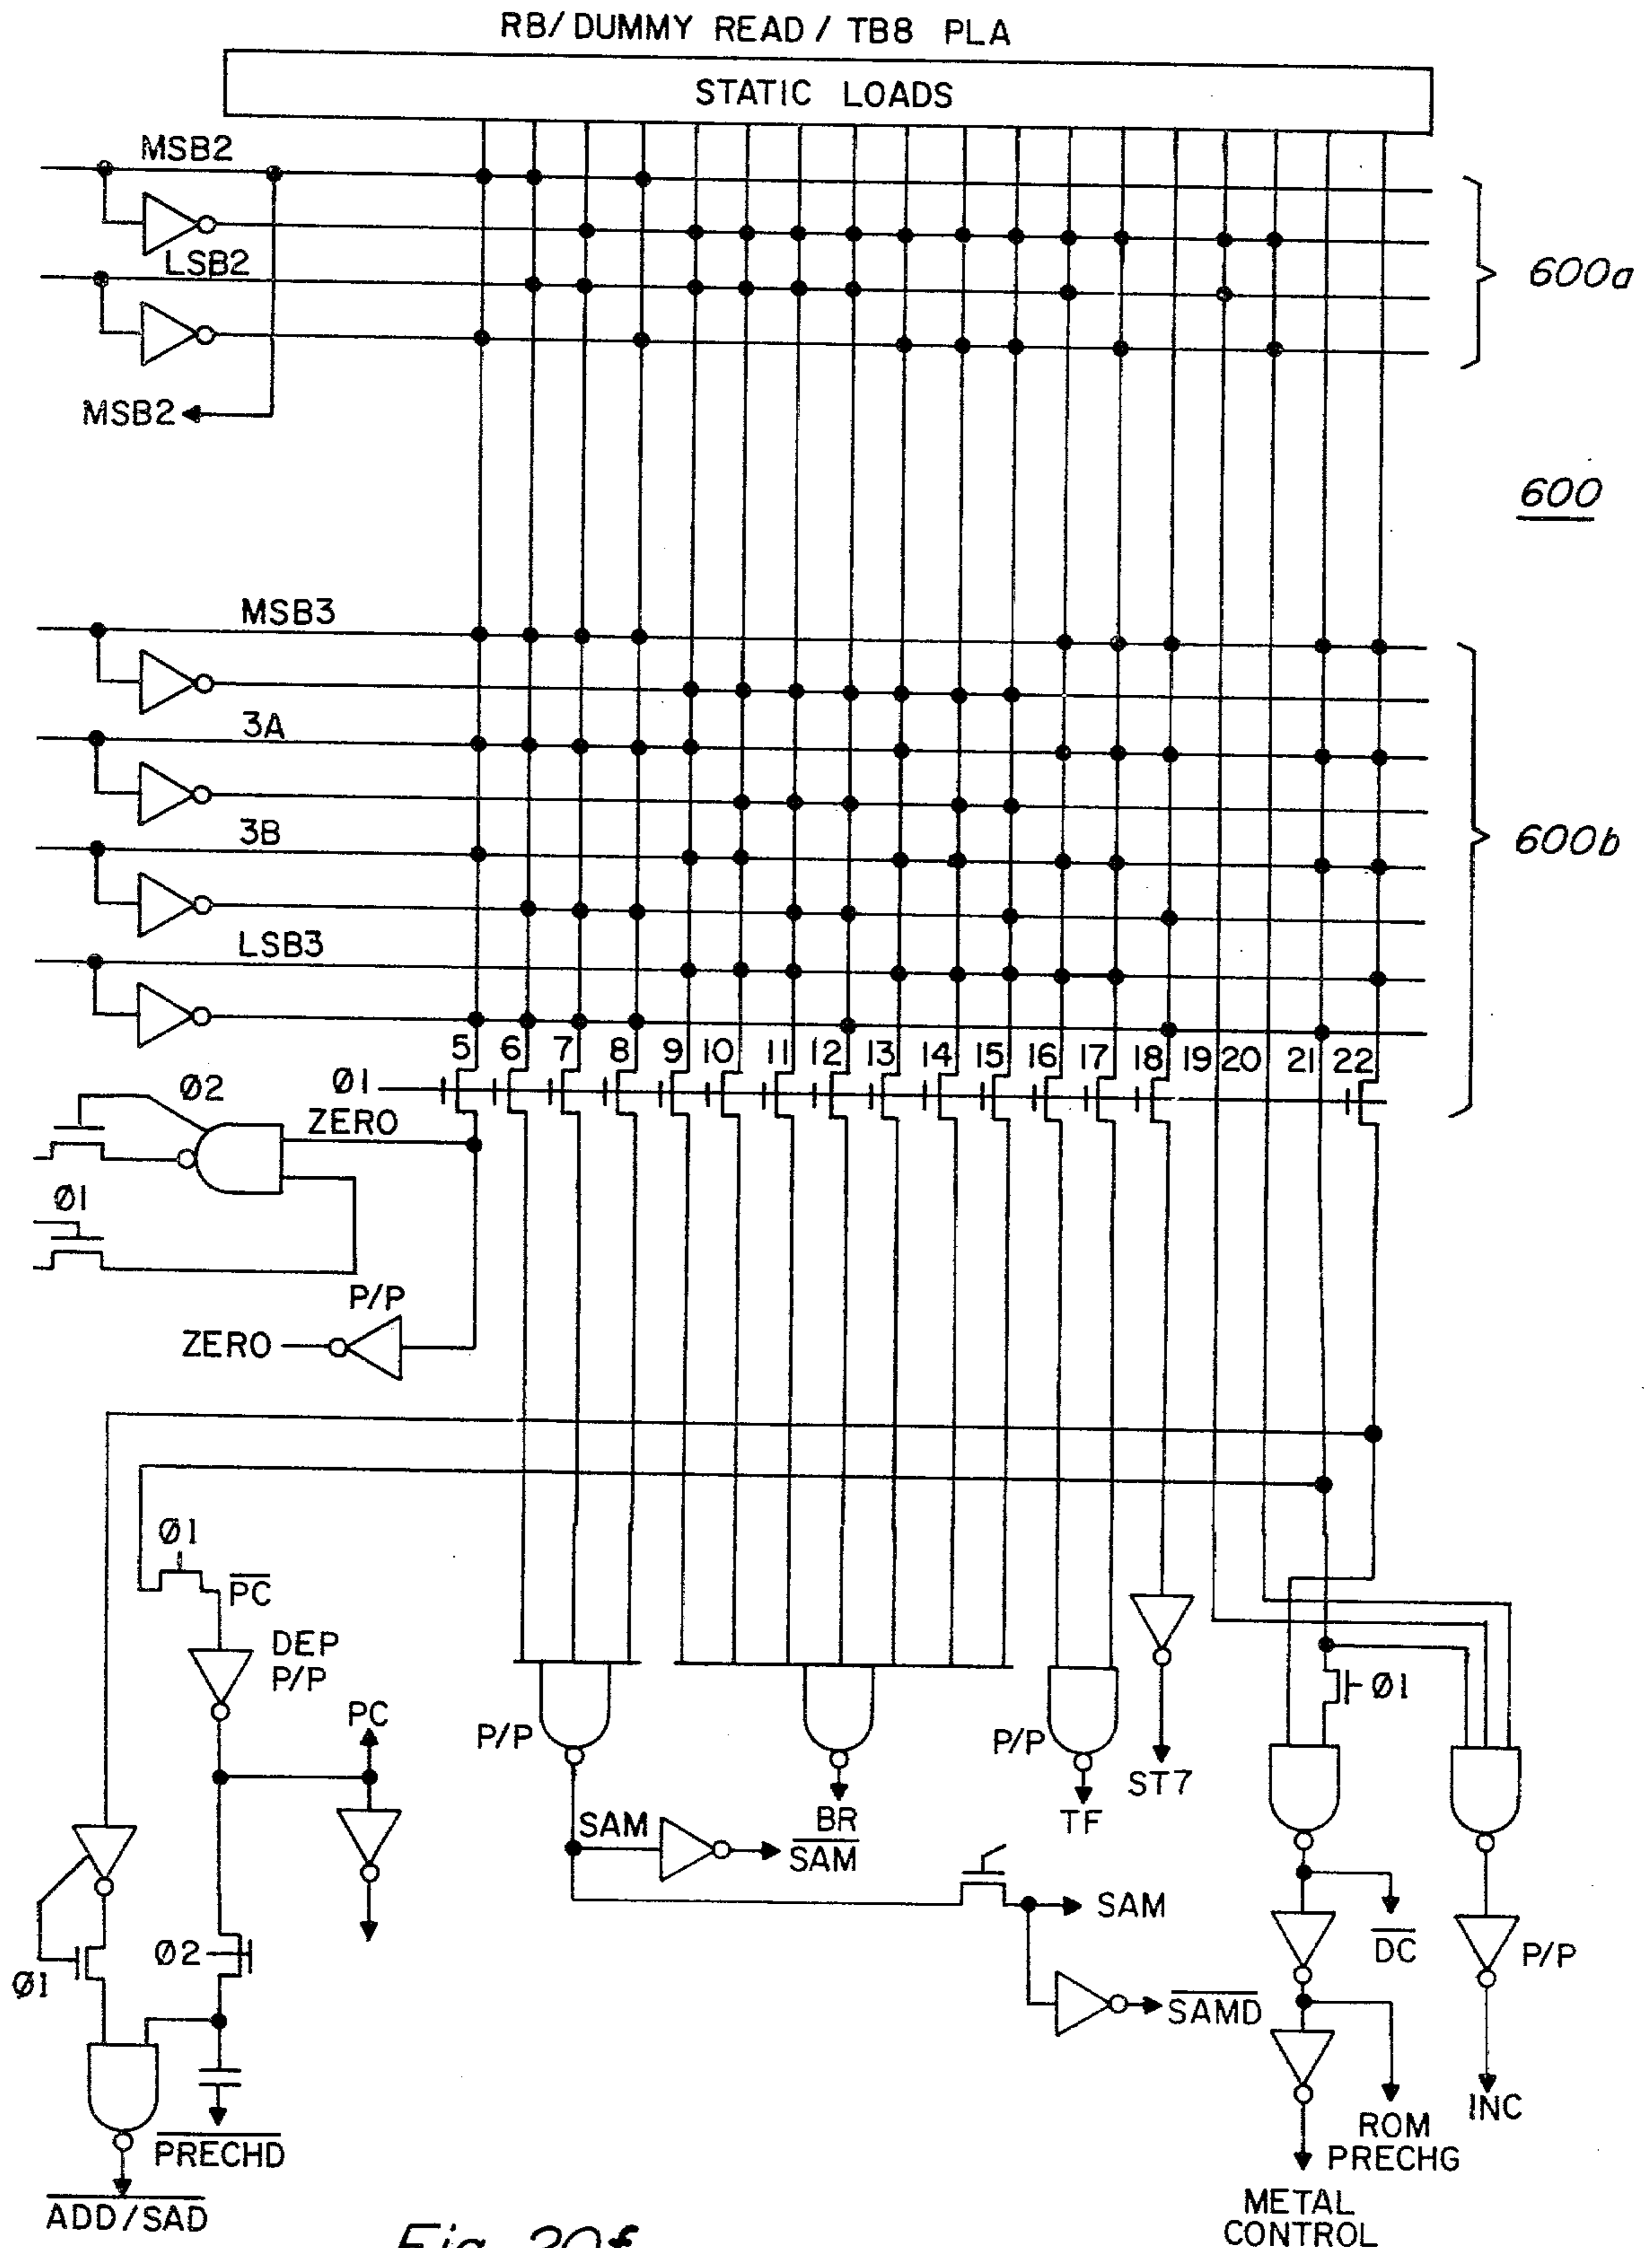 RB/DUMMY READ / TB8 PLA
STATIC LOADS
MSB2
LSB2
600a
MSB2
600
MSB3
3A
3B
600b
LSB3
5 6 7 8 9 10 11 12 13 14 15 16 17 18 19 20 21 22
Ø1
Ø2
ZERO
Ø1
P/P
ZERO
Ø1
PC
DEP
P/P
PC
P/P
P/P
Ø1
ST7
BR
TF
SAM
SAM
SAM
DC
P/P
Ø2
Ø1
SAMD
INC
ROM
PRECHG
PRECHD
METAL
CONTROL
ADD/SAD
Fig. 20f